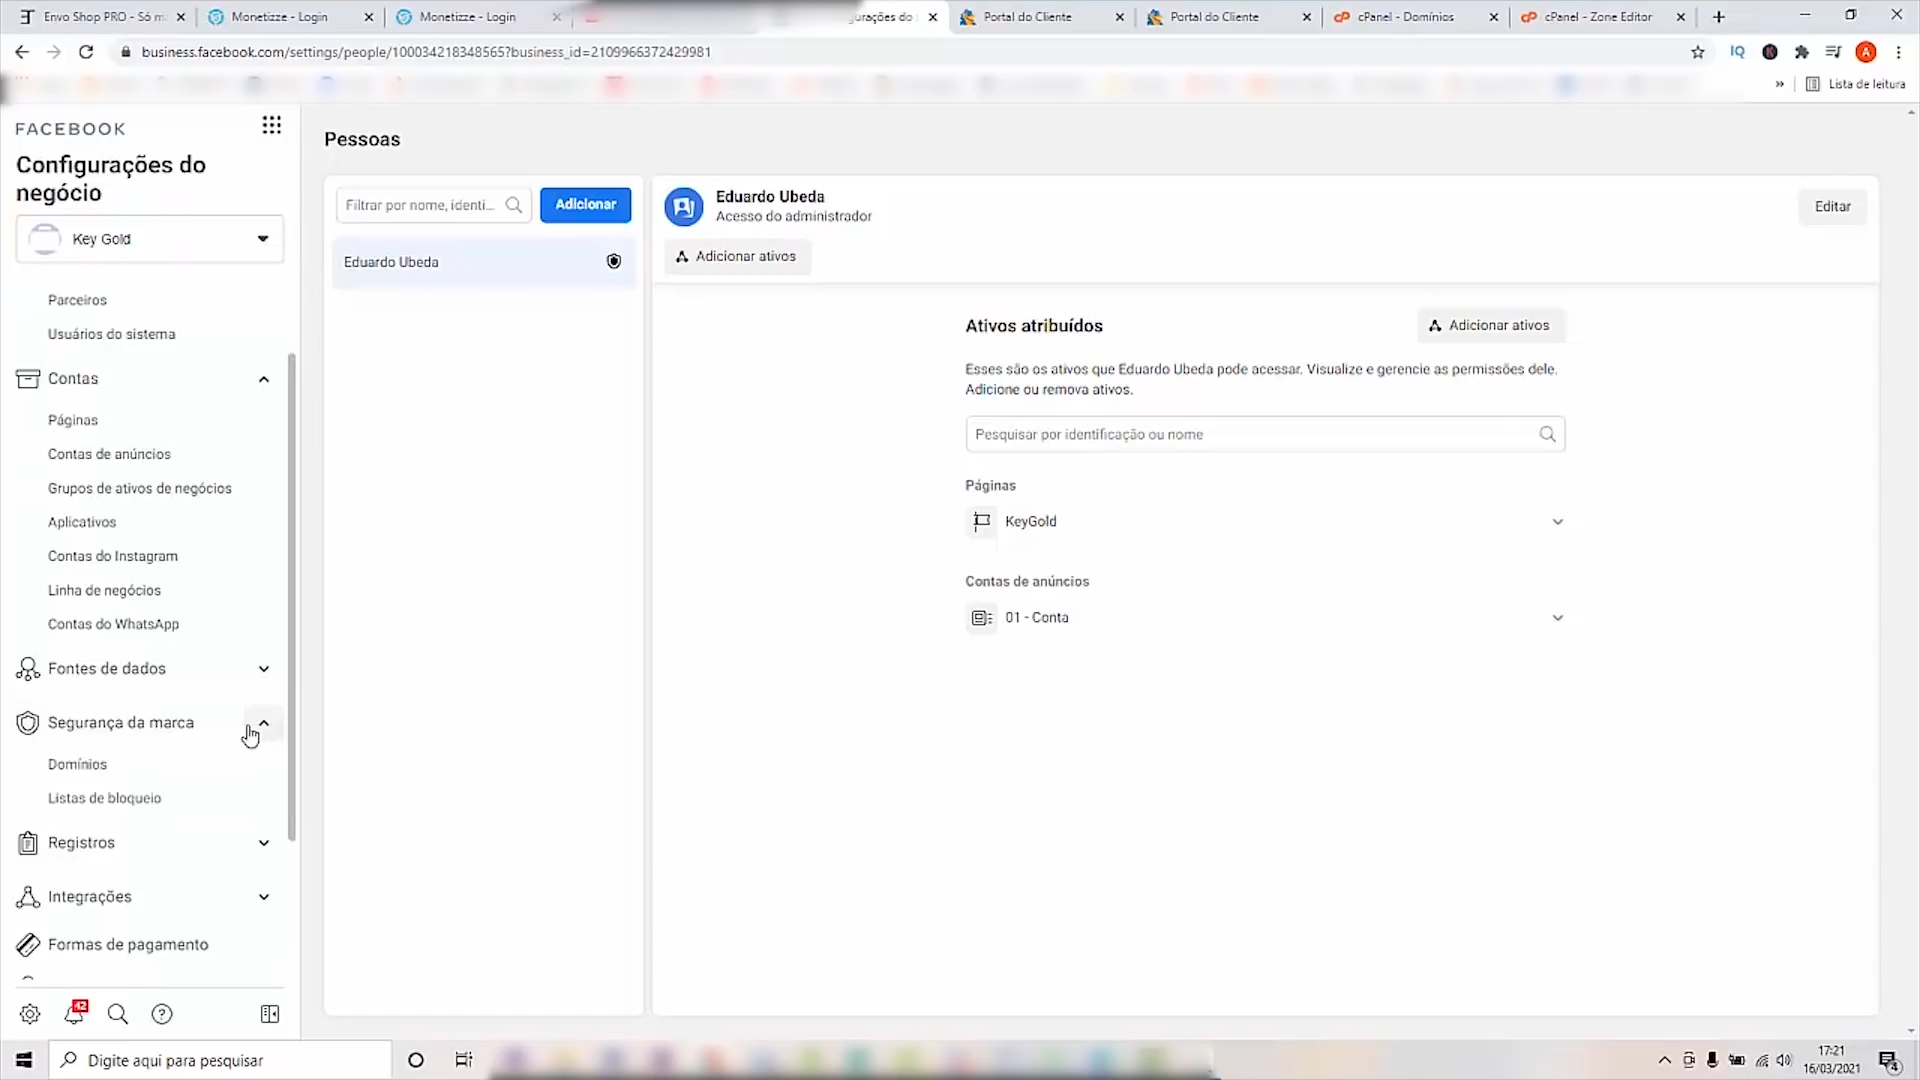 Envo Shop PRO - Só m
Monetizze - Login
Monetizze - Login
gurações do
Portal do Cliente
Portal do Cliente
cPanel - Domínios
cPanel - Zone Editor
business.facebook.com/settings/people/100034218348565?business_id=2109966372429981
IQ
A
»
Lista de leitura
FACEBOOK
Configurações do
negócio
Key Gold
Parceiros
Usuários do sistema
Contas
Páginas
Contas de anúncios
Grupos de ativos de negócios
Aplicativos
Contas do Instagram
Linha de negócios
Contas do WhatsApp
Fontes de dados
Segurança da marca
Domínios
Listas de bloqueio
Registros
Integrações
Formas de pagamento
42
Pessoas
Filtrar por nome, identi...
Adicionar
Eduardo Ubeda
Eduardo Ubeda
Acesso do administrador
Editar
Adicionar ativos
Ativos atribuídos
Adicionar ativos
Esses são os ativos que Eduardo Ubeda pode acessar. Visualize e gerencie as permissões dele.
Adicione ou remova ativos.
Pesquisar por identificação ou nome
Páginas
KeyGold
Contas de anúncios
01 - Conta
Digite aqui para pesquisar
17:21
16/03/2021
4